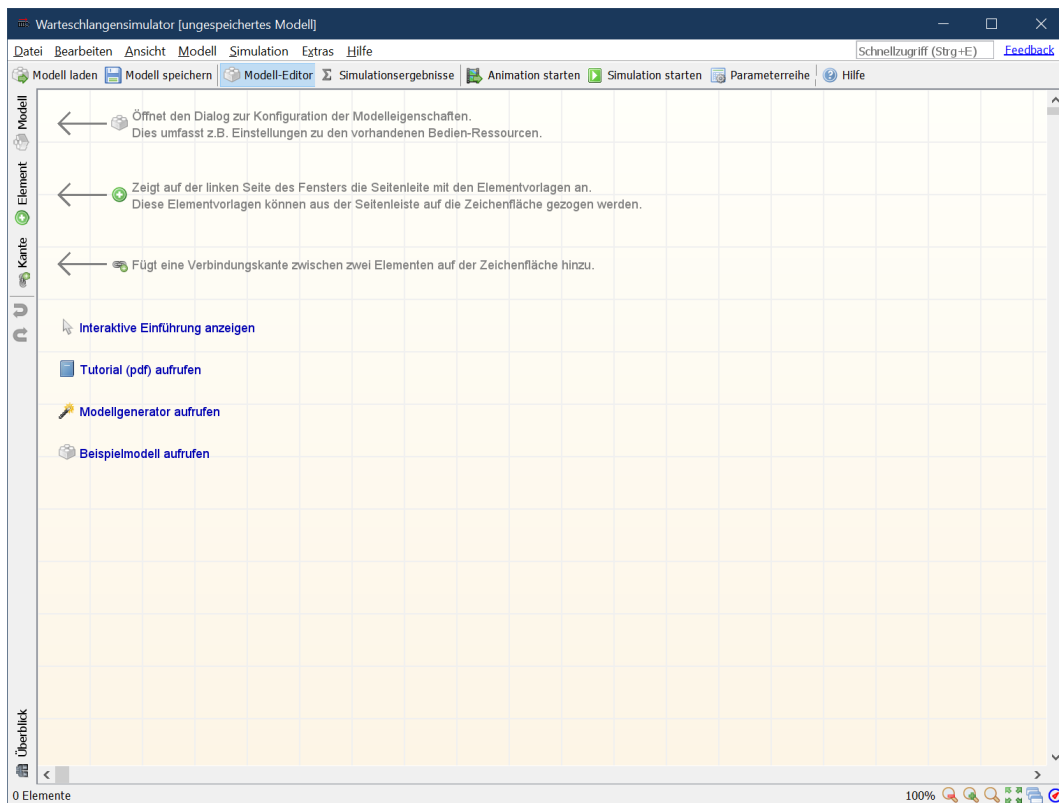 Warteschlangensimulator [ungespeichertes Modell]
Datei Bearbeiten Ansicht Modell Simulation Extras Hilfe Schnellzugriff (Strg+E) Feedback
Modell laden Modell speichern Modell-Editor Σ Simulationsergebnisse Animation starten Simulation starten Parameterreihe Hilfe
Modell
Öffnet den Dialog zur Konfiguration der Modelleigenschaften.
Dies umfasst z.B. Einstellungen zu den vorhandenen Bedien-Ressourcen.
Element
Zeigt auf der linken Seite des Fensters die Seitenleite mit den Elementvorlagen an.
Diese Elementvorlagen können aus der Seitenleiste auf die Zeichenfläche gezogen werden.
Kante
Fügt eine Verbindungskante zwischen zwei Elementen auf der Zeichenfläche hinzu.
Interaktive Einführung anzeigen
Tutorial (pdf) aufrufen
Modellgenerator aufrufen
Beispielmodell aufrufen
Überblick
0 Elemente 100%